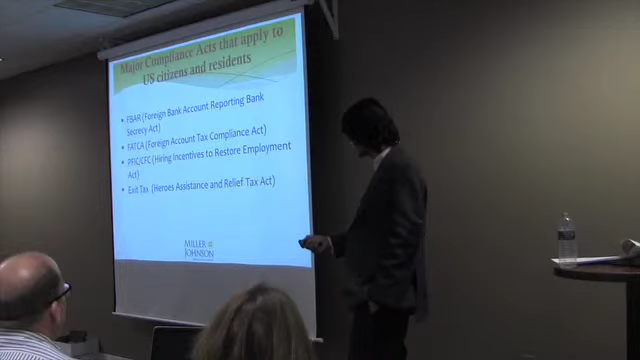 Major Compliance Acts that apply to
US citizens and residents
• FBAR (Foreign Bank Account Reporting Bank
Secrecy Act)
• FATCA (Foreign Account Tax Compliance Act)
• PFIC/CFC (Hiring Incentives to Restore Employment
Act)
• Exit Tax (Heroes Assistance and Relief Tax Act)
MILLER
JOHNSON